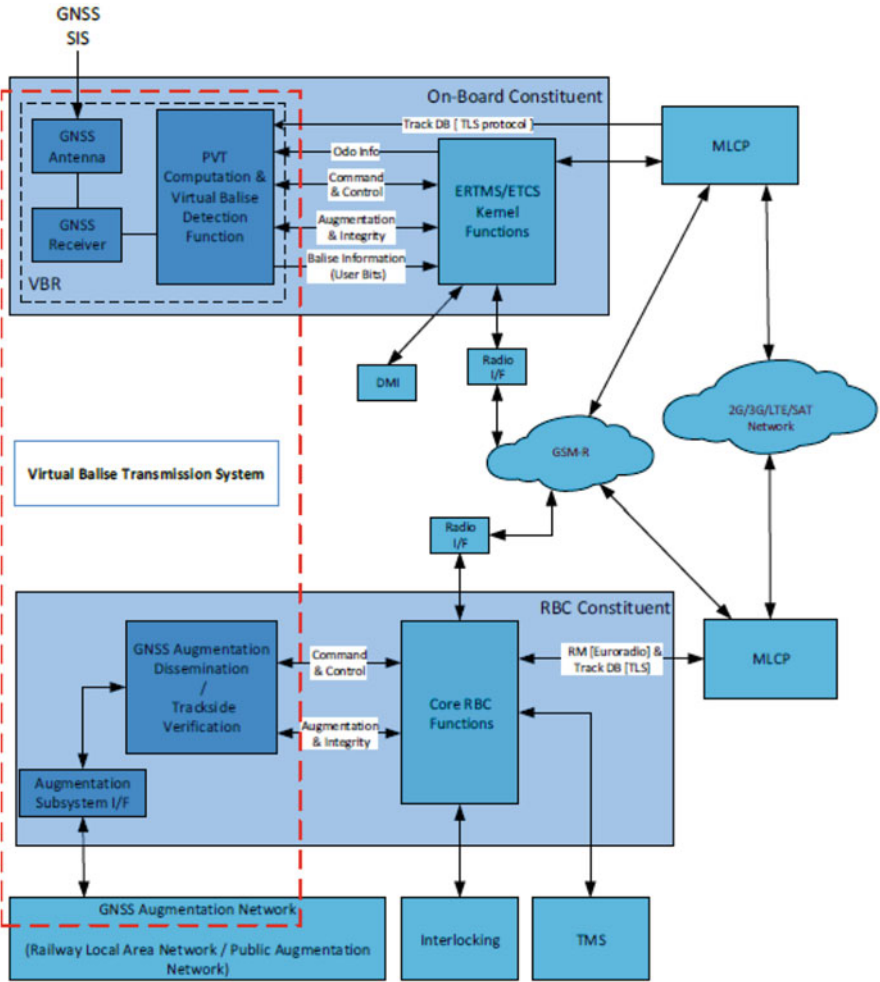 GNSS
SIS
On-Board Constituent
GNSS
Antenna
GNSS
Receiver
VBR
PVT
Computation &
Virtual Balise
Detection
Function
Track DB [ TLS protocol ]
Odo Info
Command
& Control
Augmentation
& Integrity
Balise Information
(User Bits)
ERTMS/ETCS
Kernel
Functions
MLCP
DMI
Radio
I/F
GSM-R
2G/3G/LTE/SAT
Network
Virtual Balise Transmission System
Radio
I/F
RBC Constituent
GNSS Augmentation
Dissemination
/
Trackside
Verification
Command
& Control
Augmentation
& Integrity
Core RBC
Functions
RM [Euroradio] &
Track DB [TLS]
MLCP
Augmentation
Subsystem I/F
GNSS Augmentation Network
(Railway Local Area Network / Public Augmentation
Network)
Interlocking
TMS